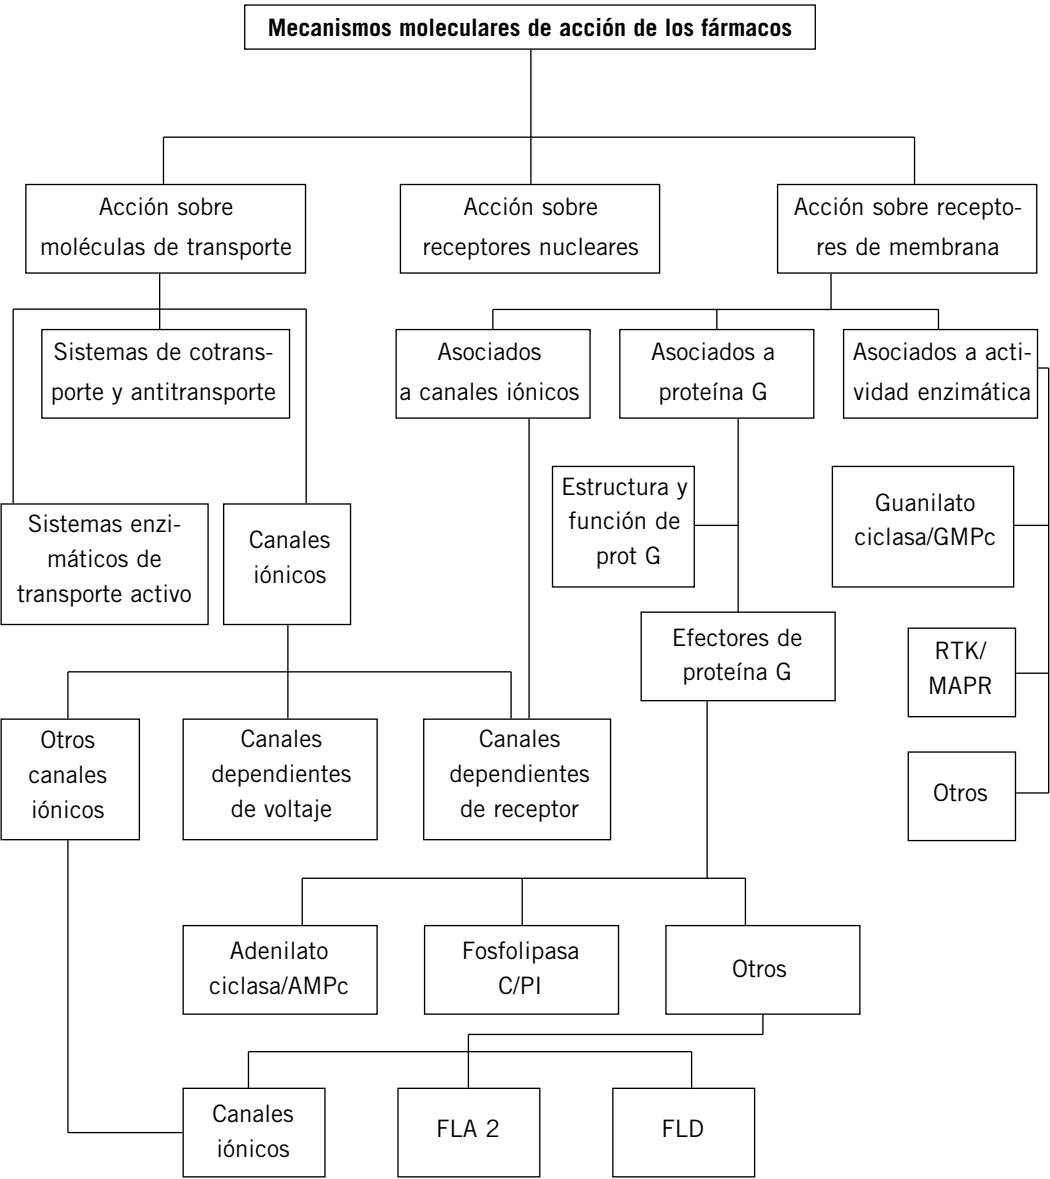 Mecanismos moleculares de acción de los fármacos
Acción sobre
moléculas de transporte
Acción sobre
receptores nucleares
Acción sobre recepto-
res de membrana
Sistemas de cotrans-
porte y antitransporte
Asociados
a canales iónicos
Asociados a
proteína G
Asociados a acti-
vidad enzimática
Sistemas enzi-
máticos de
transporte activo
Canales
iónicos
Estructura y
función de
prot G
Guanilato
ciclasa/GMPc
Efectores de
proteína G
RTK/
MAPR
Otros
canales
iónicos
Canales
dependientes
de voltaje
Canales
dependientes
de receptor
Otros
Adenilato
ciclasa/AMPc
Fosfolipasa
C/PI
Otros
Canales
iónicos
FLA 2
FLD